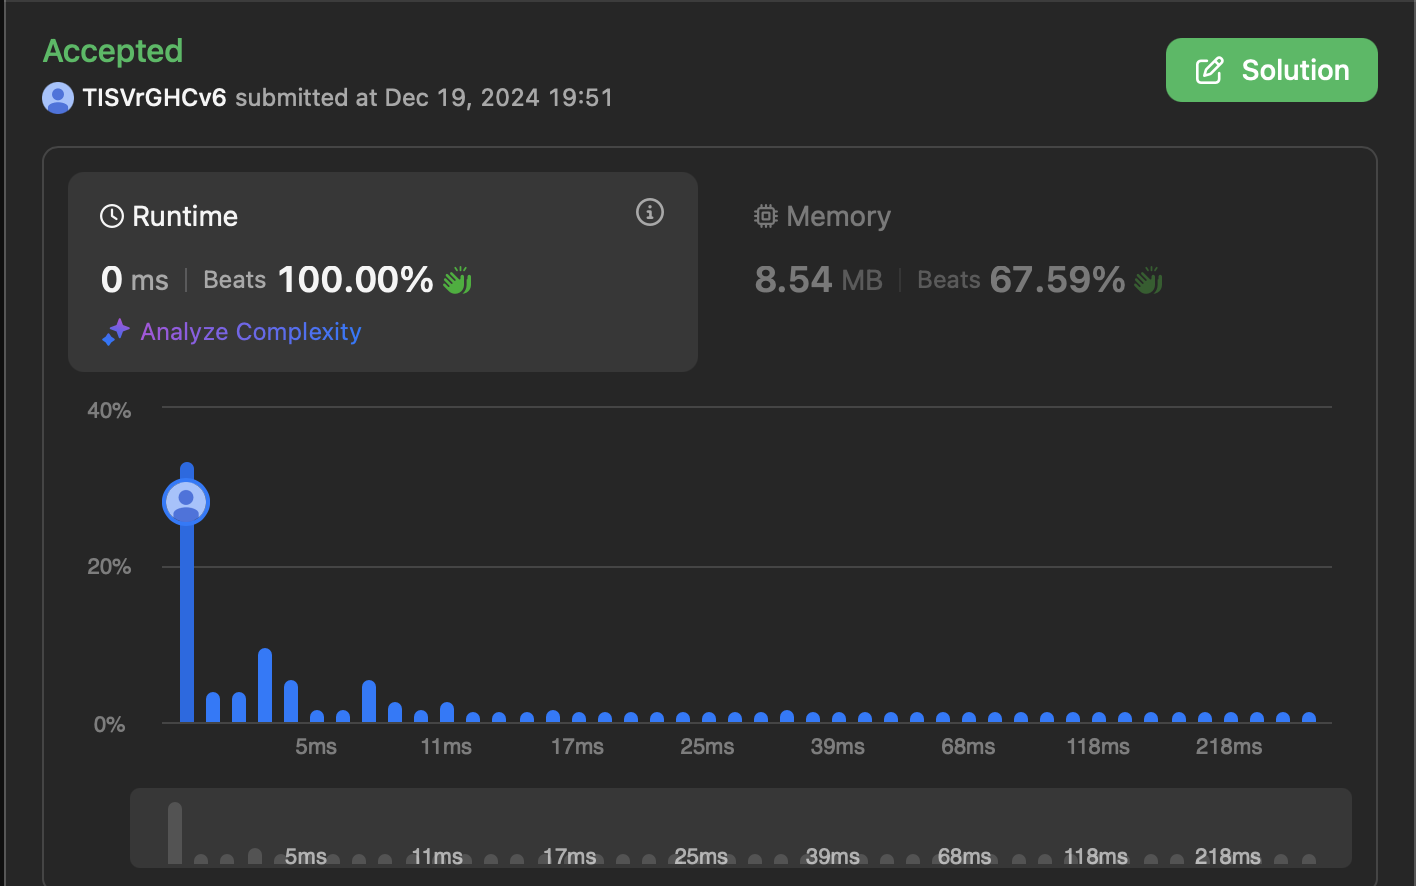 Accepted
Solution
TISVrGHCv6 submitted at Dec 19, 2024 19:51
Runtime
0 ms | Beats 100.00%
Analyze Complexity
Memory
8.54 MB | Beats 67.59%
40%
20%
0%
5ms 11ms 17ms 25ms 39ms 68ms 118ms 218ms
5ms 11ms 17ms 25ms 39ms 68ms 118ms 218ms